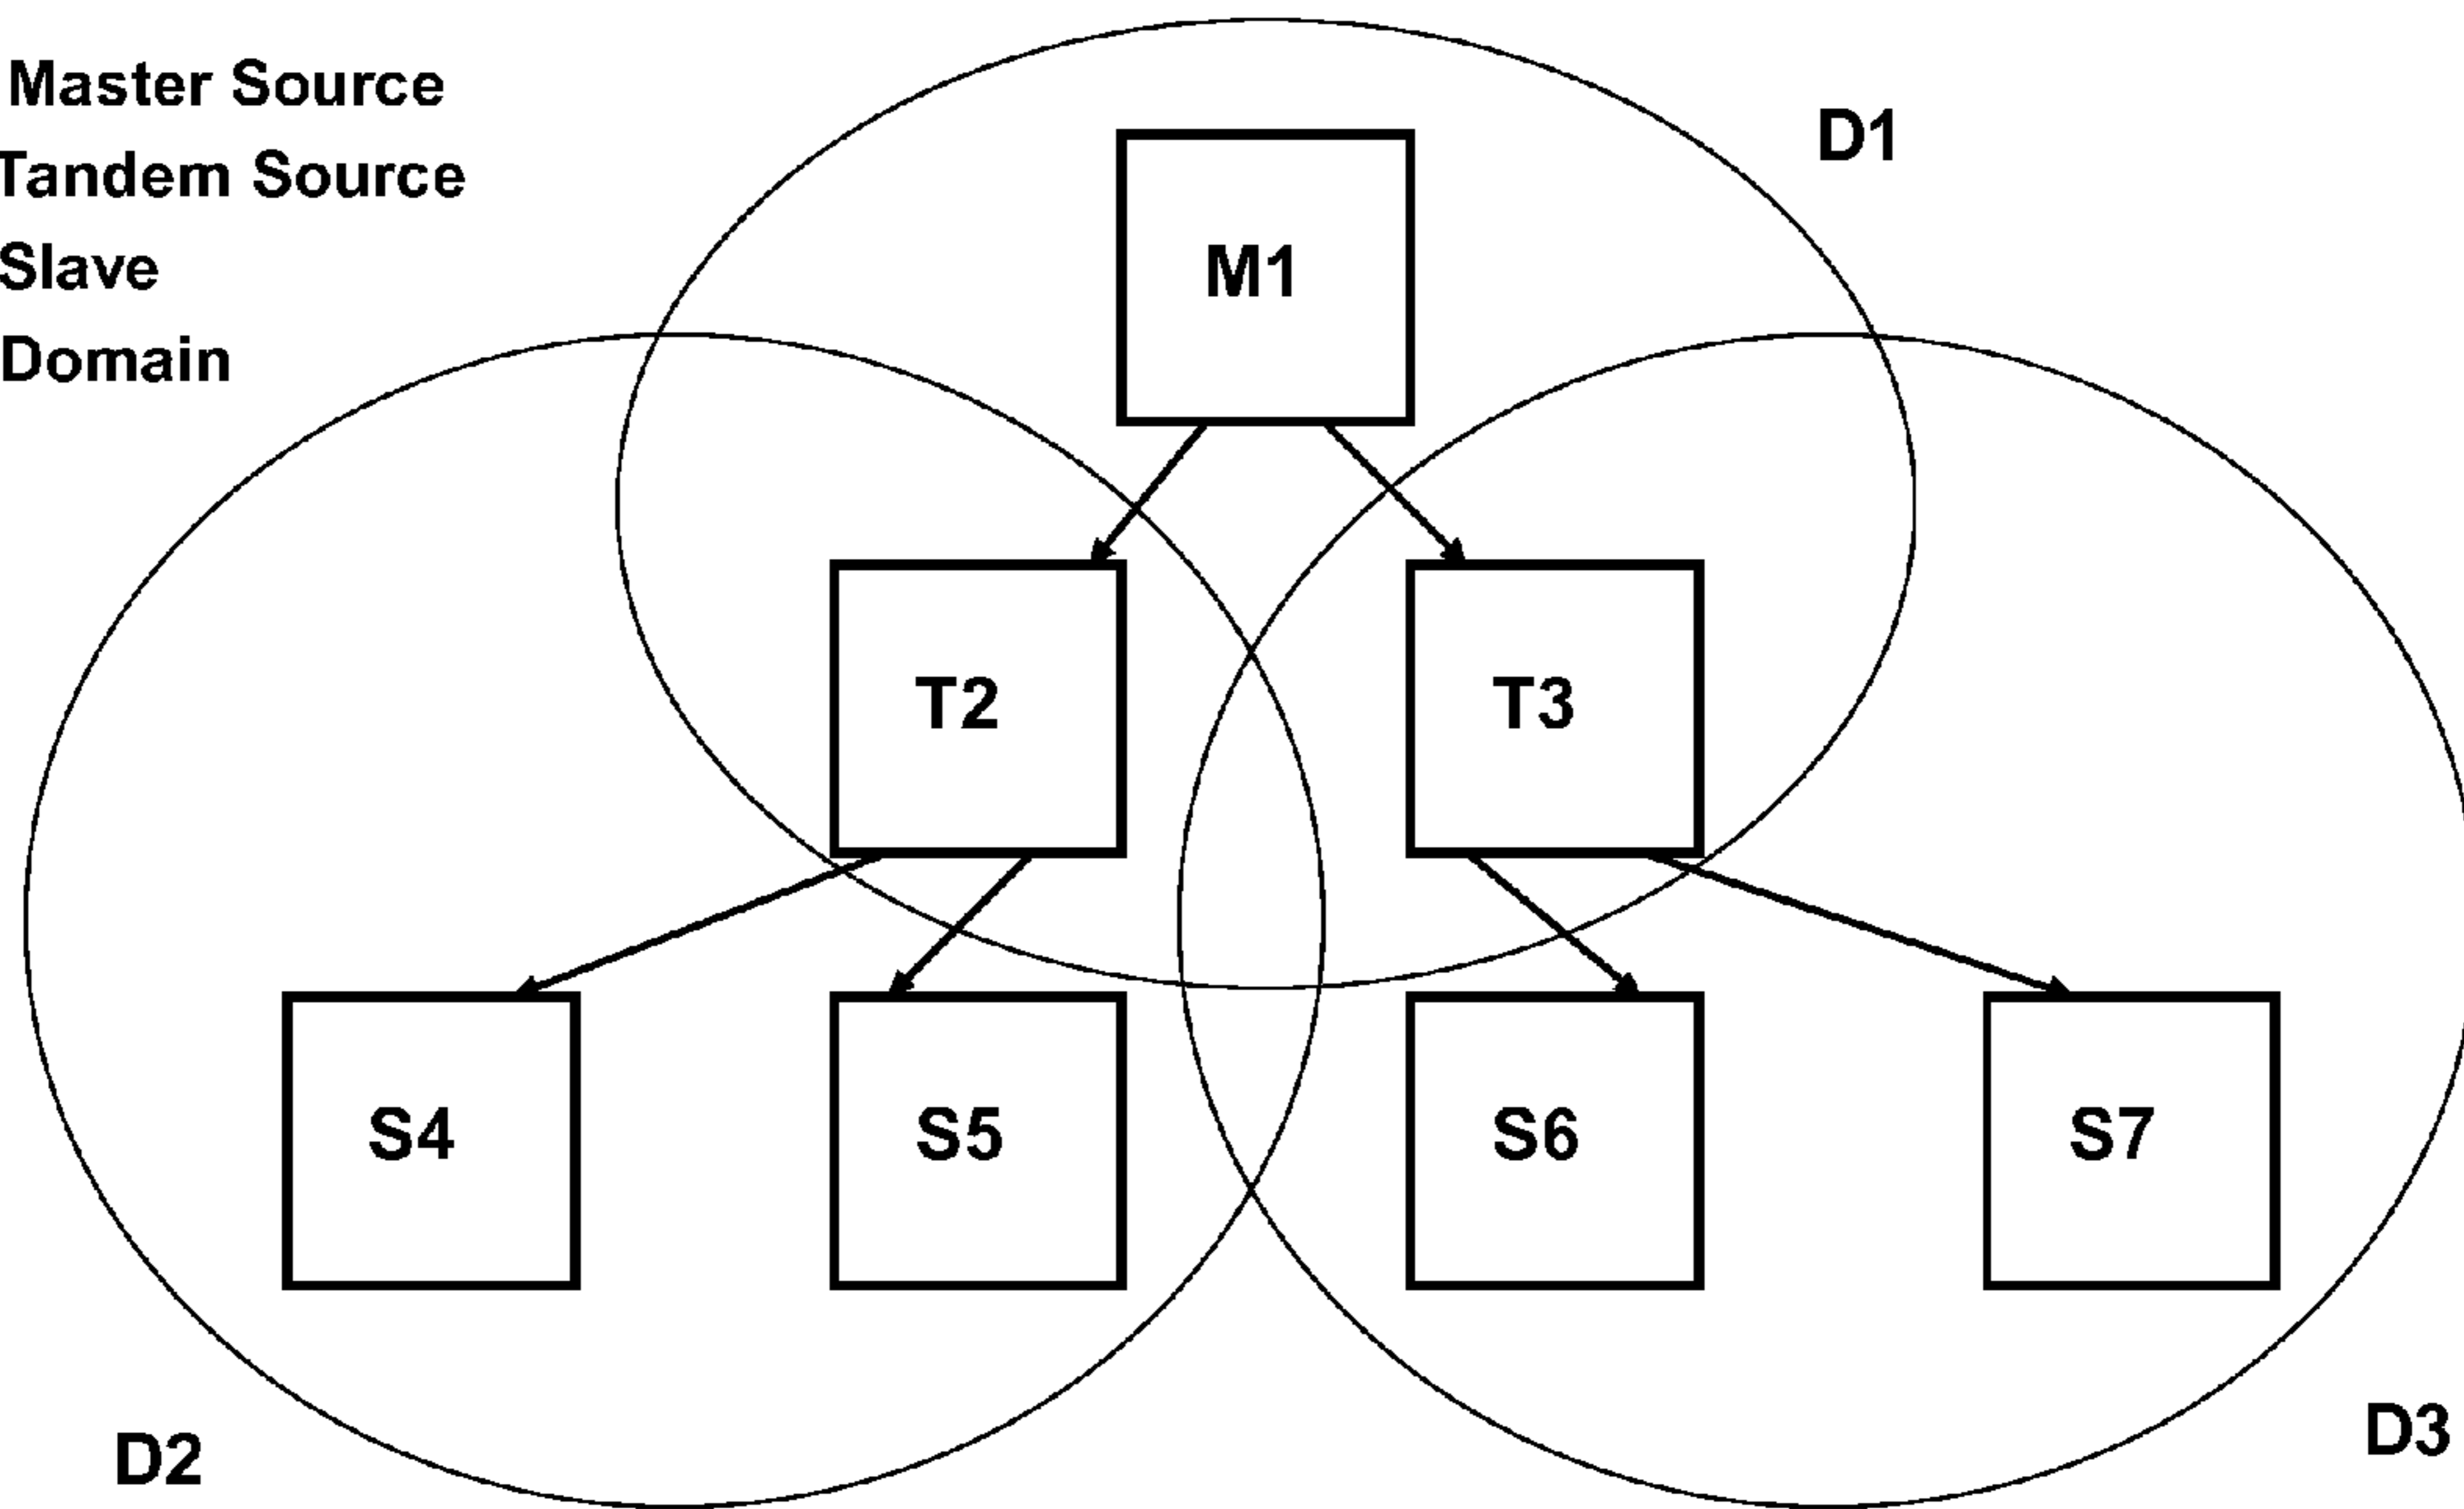 Master Source
Tandem Source
Slave
Domain
D1
M1
T2 T3
S4 S5 S6 S7
D2 D3